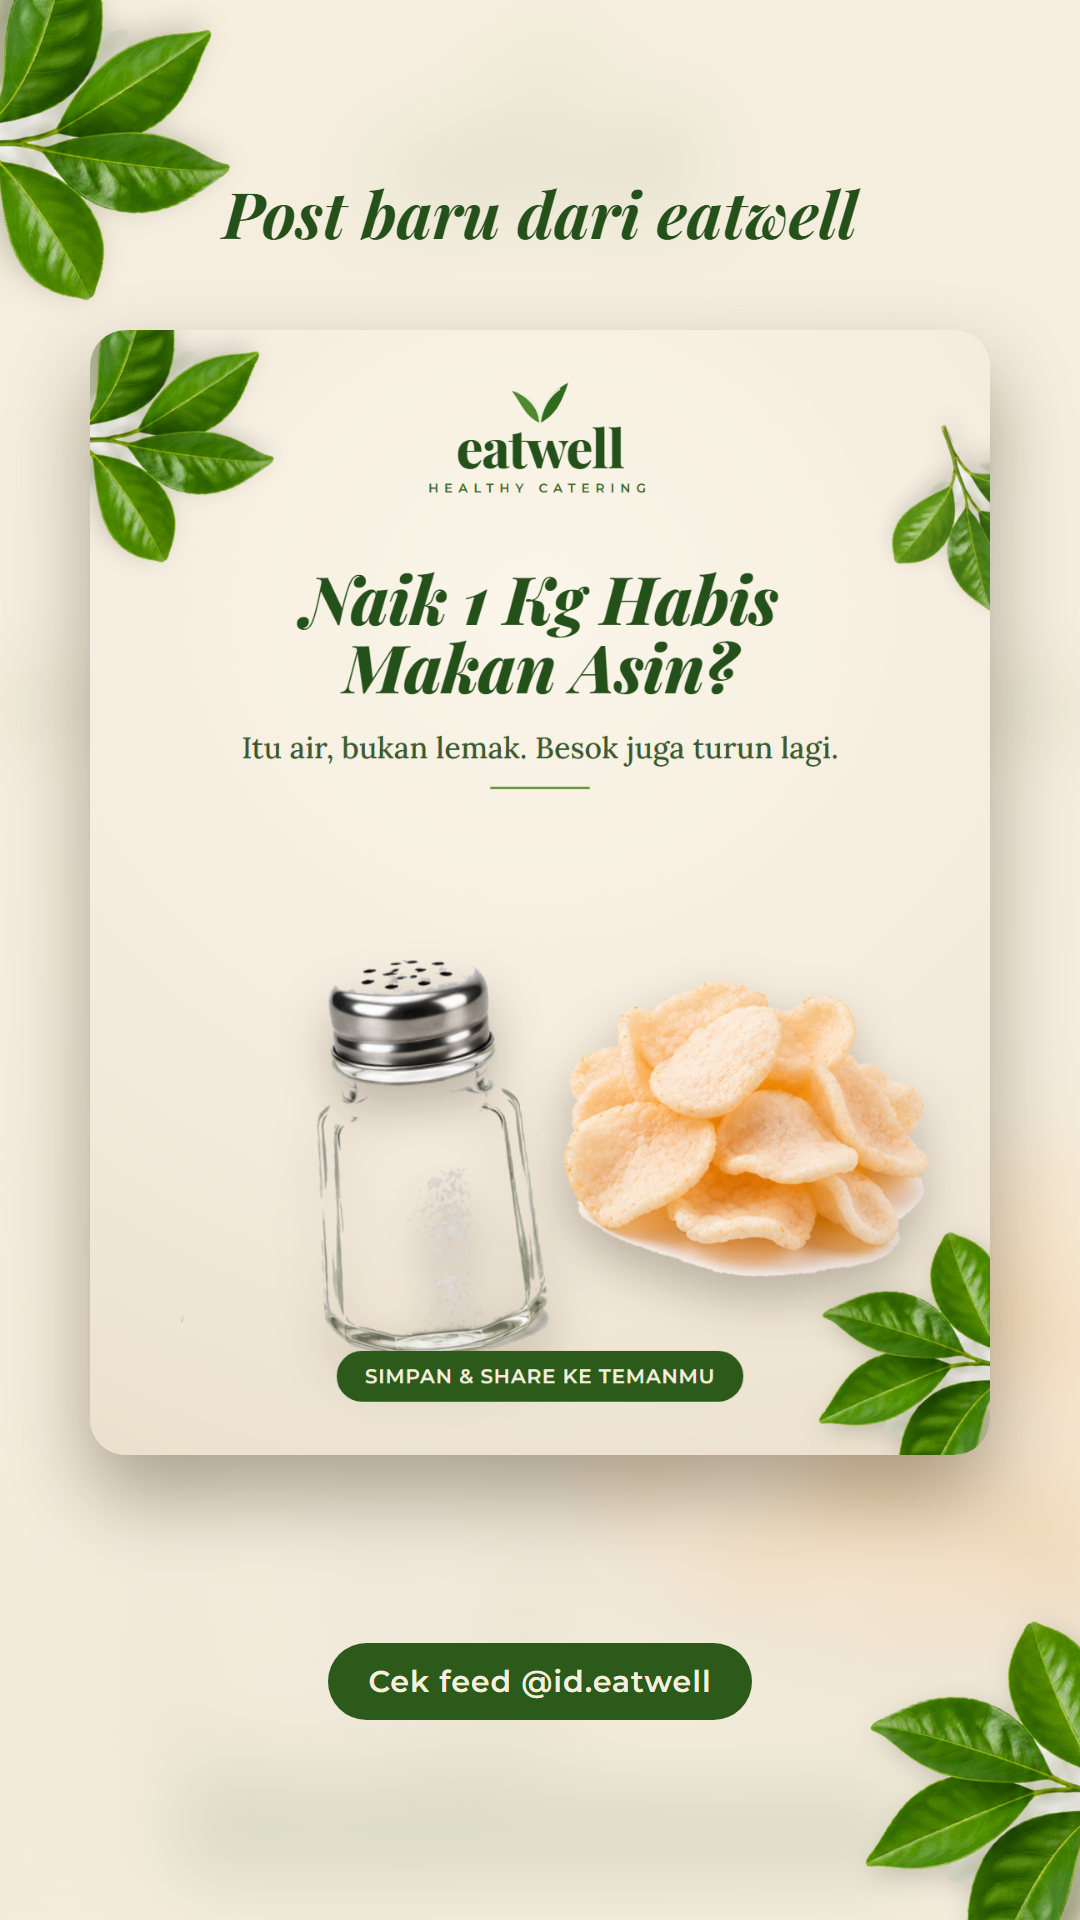 Post baru dari eatwell
eatwell
HEALTHY CATERING
Naik 1 Kg Habis
Makan Asin?
Itu air, bukan lemak. Besok juga turun lagi.
SIMPAN & SHARE KE TEMANMU
Cek feed @id.eatwell